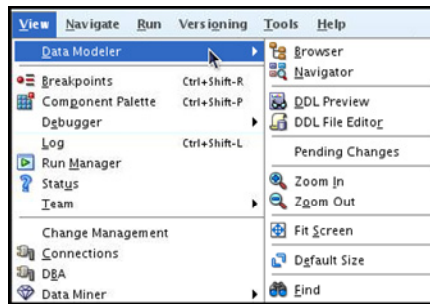 View Navigate Run Versioning Tools Help
Data Modeler
Breakpoints Ctrl+Shift-R
Component Palette Ctrl+Shift-P
Debugger
Log Ctrl+Shift-L
Run Manager
Status
Team
Change Management
Connections
DBA
Data Miner
Browser
Navigator
DDL Preview
DDL File Editor
Pending Changes
Zoom In
Zoom Out
Fit Screen
Default Size
Find